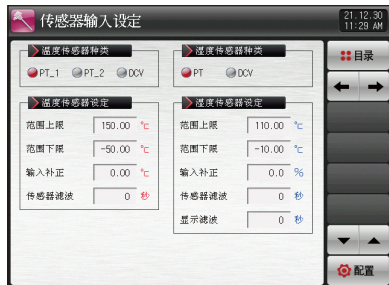 传感器输入设定
21.12.30
11:29 AM
温度传感器种类
PT_1 PT_2 DCV
温度传感器设定
范围上限 150.00 ℃
范围下限 -50.00 ℃
输入补正 0.00 ℃
传感器滤波 0 秒
湿度传感器种类
PT DCV
湿度传感器设定
范围上限 110.00 ℃
范围下限 -10.00 ℃
输入补正 0.0 %
传感器滤波 0 秒
显示滤波 0 秒
目录
配置